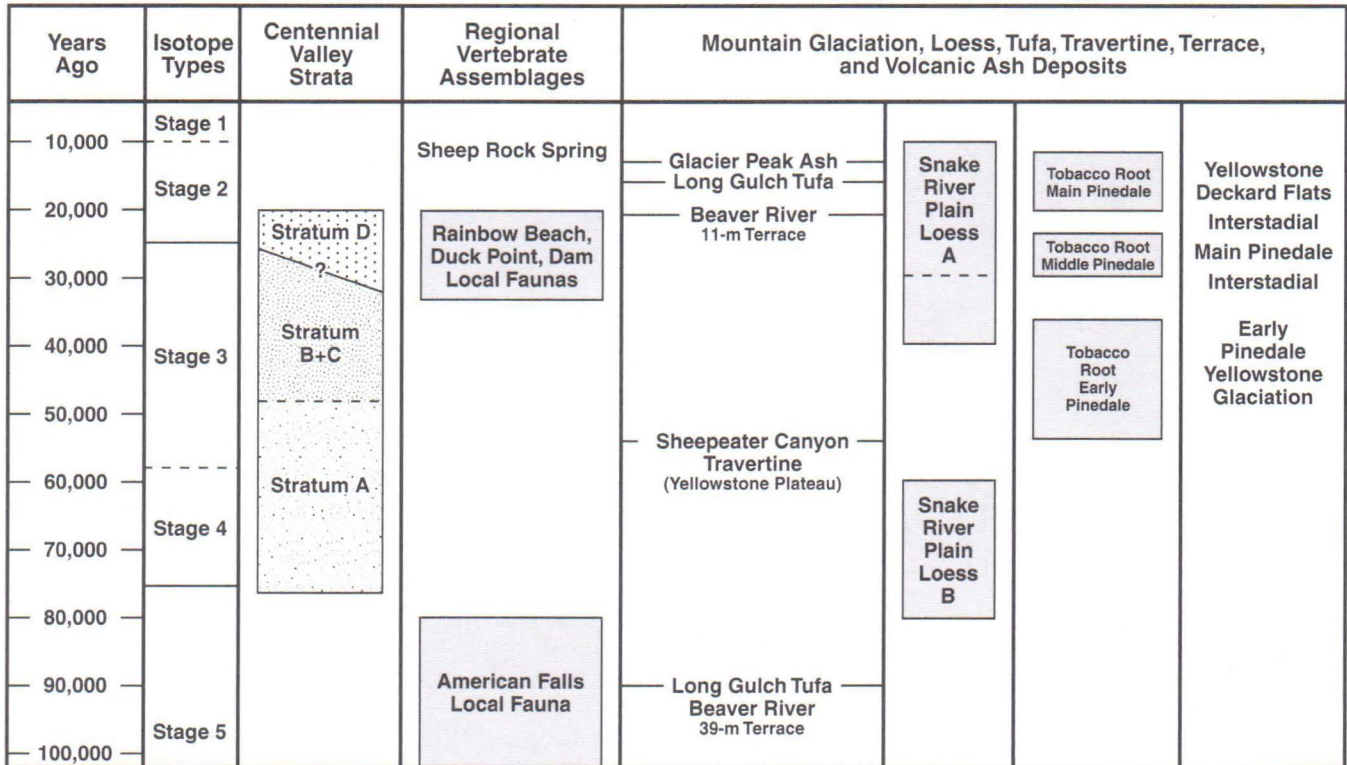 Years
Ago
Isotope
Types
Centennial
Valley
Strata
Regional
Vertebrate
Assemblages
Mountain Glaciation, Loess, Tufa, Travertine, Terrace,
and Volcanic Ash Deposits
10,000
20,000
30,000
40,000
50,000
60,000
70,000
80,000
90,000
100,000
Stage 1
Stage 2
Stage 3
Stage 4
Stage 5
Stratum D
?
Stratum
B+C
Stratum A
Sheep Rock Spring
Rainbow Beach,
Duck Point, Dam
Local Faunas
American Falls
Local Fauna
Glacier Peak Ash
Long Gulch Tufa
Beaver River
11-m Terrace
Sheepeater Canyon
Travertine
(Yellowstone Plateau)
Long Gulch Tufa
Beaver River
39-m Terrace
Snake
River
Plain
Loess
A
Snake
River
Plain
Loess
B
Tobacco Root
Main Pinedale
Tobacco Root
Middle Pinedale
Tobacco
Root
Early
Pinedale
Yellowstone
Deckard Flats
Interstadial
Main Pinedale
Interstadial
Early
Pinedale
Yellowstone
Glaciation